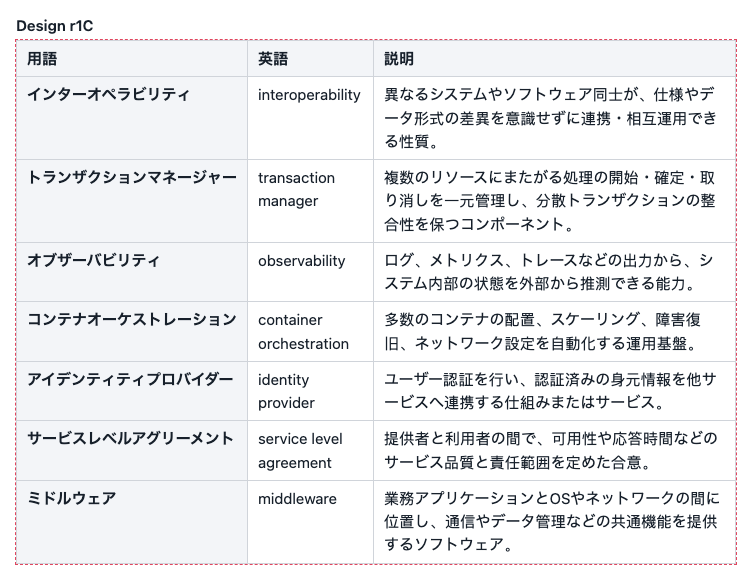 Design r1C
用語 英語 説明
インターオペラビリティ interoperability 異なるシステムやソフトウェア同士が、仕様やデ
ータ形式の差異を意識せずに連携・相互運用でき
る性質。
トランザクションマネージャー transaction 複数のリソースにまたがる処理の開始・確定・取
manager り消しを一元管理し、分散トランザクションの整
合性を保つコンポーネント。
オブザーバビリティ observability ログ、メトリクス、トレースなどの出力から、シ
ステム内部の状態を外部から推測できる能力。
コンテナオーケストレーション container 多数のコンテナの配置、スケーリング、障害復
orchestration 旧、ネットワーク設定を自動化する運用基盤。
アイデンティティプロバイダー identity ユーザー認証を行い、認証済みの身元情報を他サ
provider ービスへ連携する仕組みまたはサービス。
サービスレベルアグリーメント service level 提供者と利用者の間で、可用性や応答時間などの
agreement サービス品質と責任範囲を定めた合意。
ミドルウェア middleware 業務アプリケーションとOSやネットワークの間に
位置し、通信やデータ管理などの共通機能を提供
するソフトウェア。